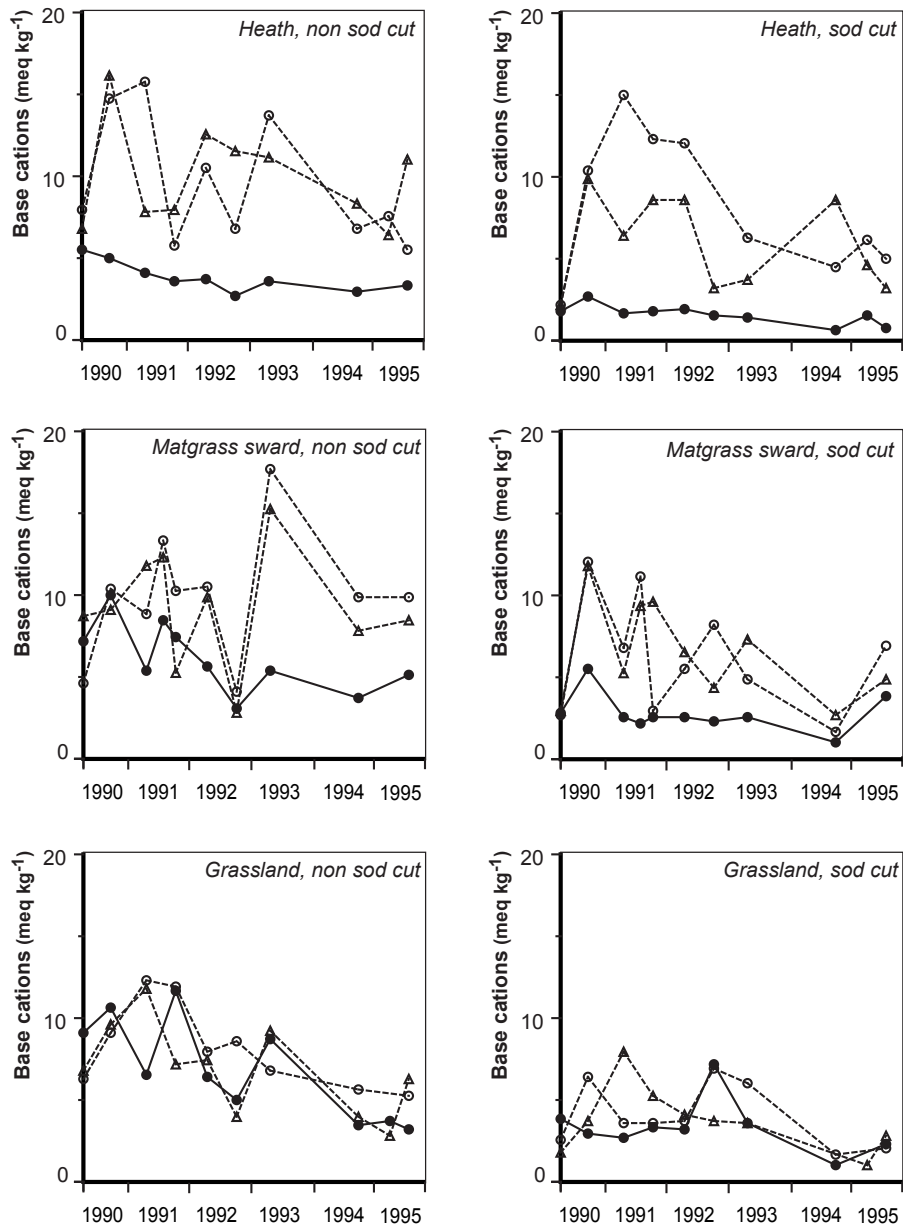 Heath, non sod cut
Base cations (meq kg⁻¹)
20
10
0
1990 1991 1992 1993 1994 1995
Heath, sod cut
Base cations (meq kg⁻¹)
20
10
0
1990 1991 1992 1993 1994 1995
Matgrass sward, non sod cut
Base cations (meq kg⁻¹)
20
10
0
1990 1991 1992 1993 1994 1995
Matgrass sward, sod cut
Base cations (meq kg⁻¹)
20
10
0
1990 1991 1992 1993 1994 1995
Grassland, non sod cut
Base cations (meq kg⁻¹)
20
10
0
1990 1991 1992 1993 1994 1995
Grassland, sod cut
Base cations (meq kg⁻¹)
20
10
0
1990 1991 1992 1993 1994 1995